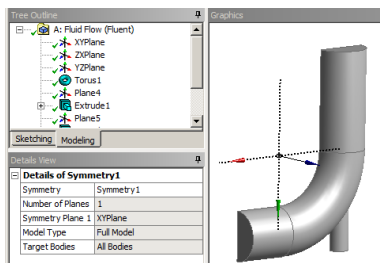 Tree Outline
Graphics
A: Fluid Flow (Fluent)
XYPlane
ZXPlane
YZPlane
Torus1
Plane4
Extrude1
Plane5
Sketching Modeling
Details View
Details of Symmetry1
Symmetry Symmetry1
Number of Planes 1
Symmetry Plane 1 XYPlane
Model Type Full Model
Target Bodies All Bodies